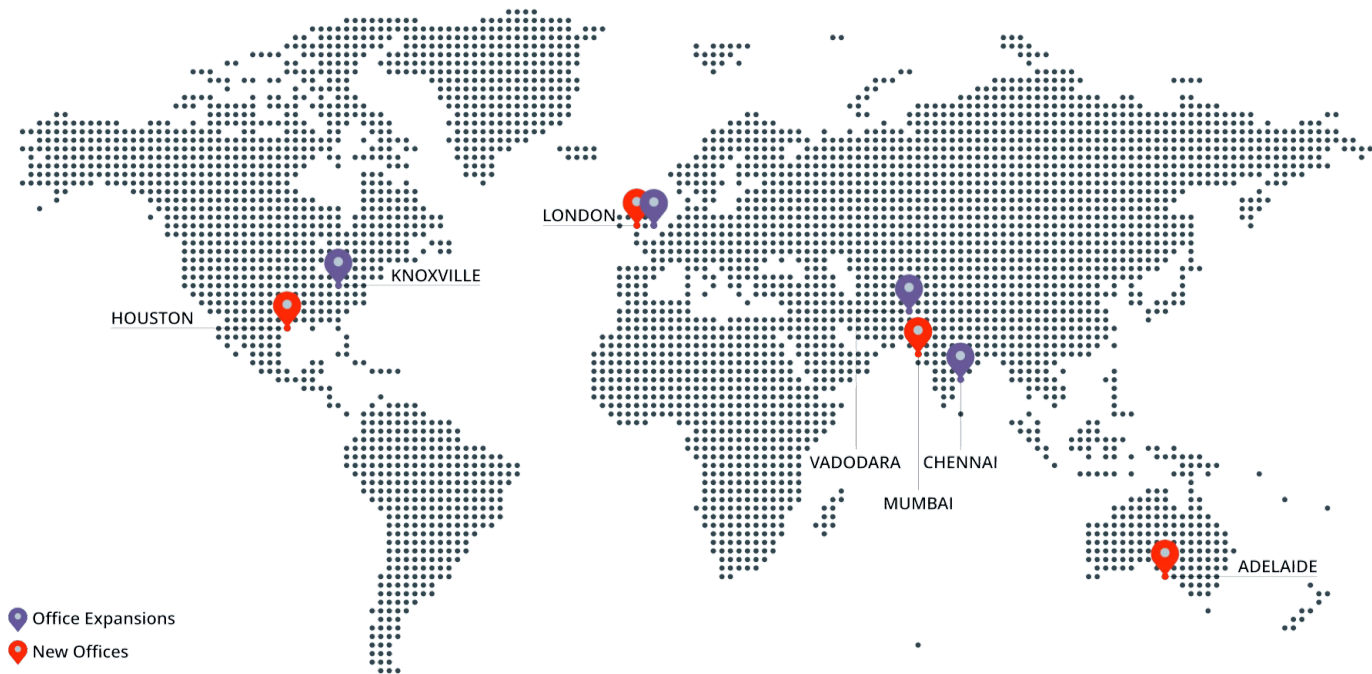 LONDON
KNOXVILLE
HOUSTON
VADODARA
CHENNAI
MUMBAI
ADELAIDE
Office Expansions
New Offices